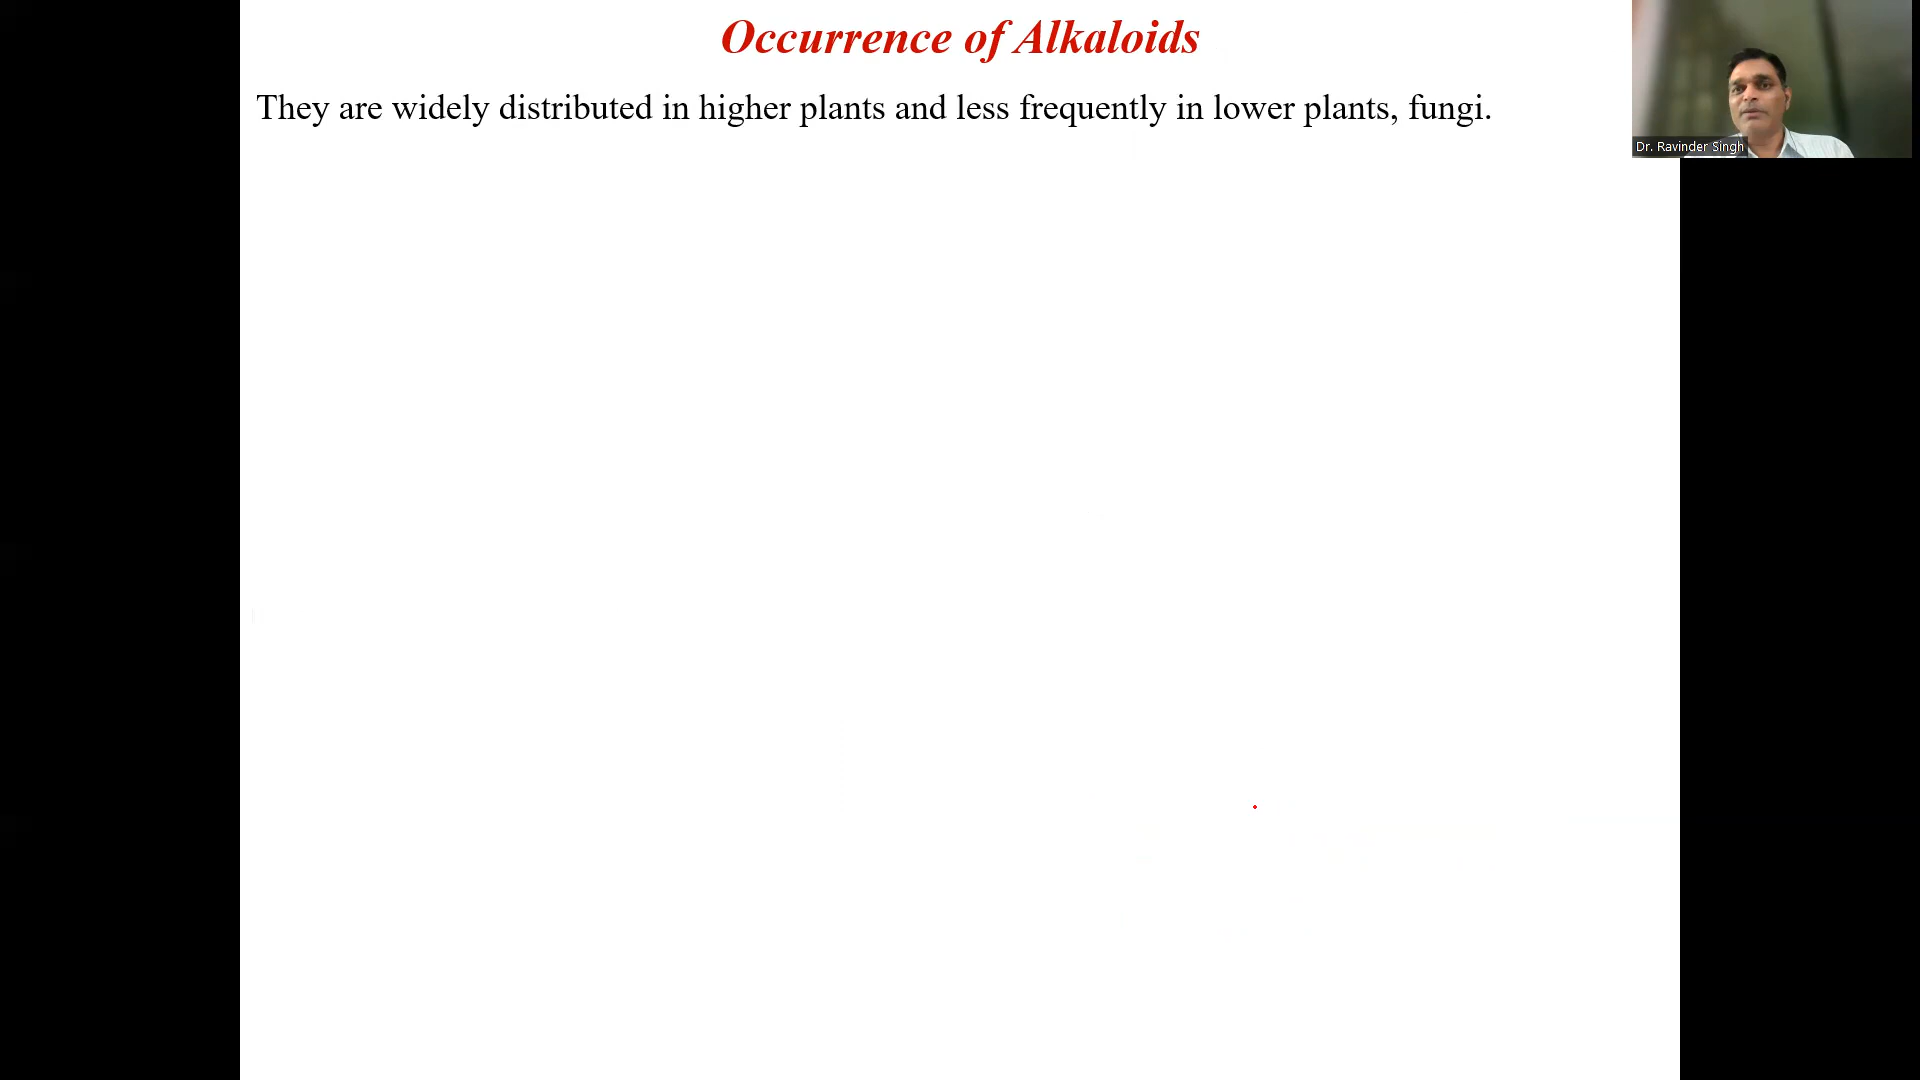 Occurrence of Alkaloids
They are widely distributed in higher plants and less frequently in lower plants, fungi.
Dr. Ravinder Singh